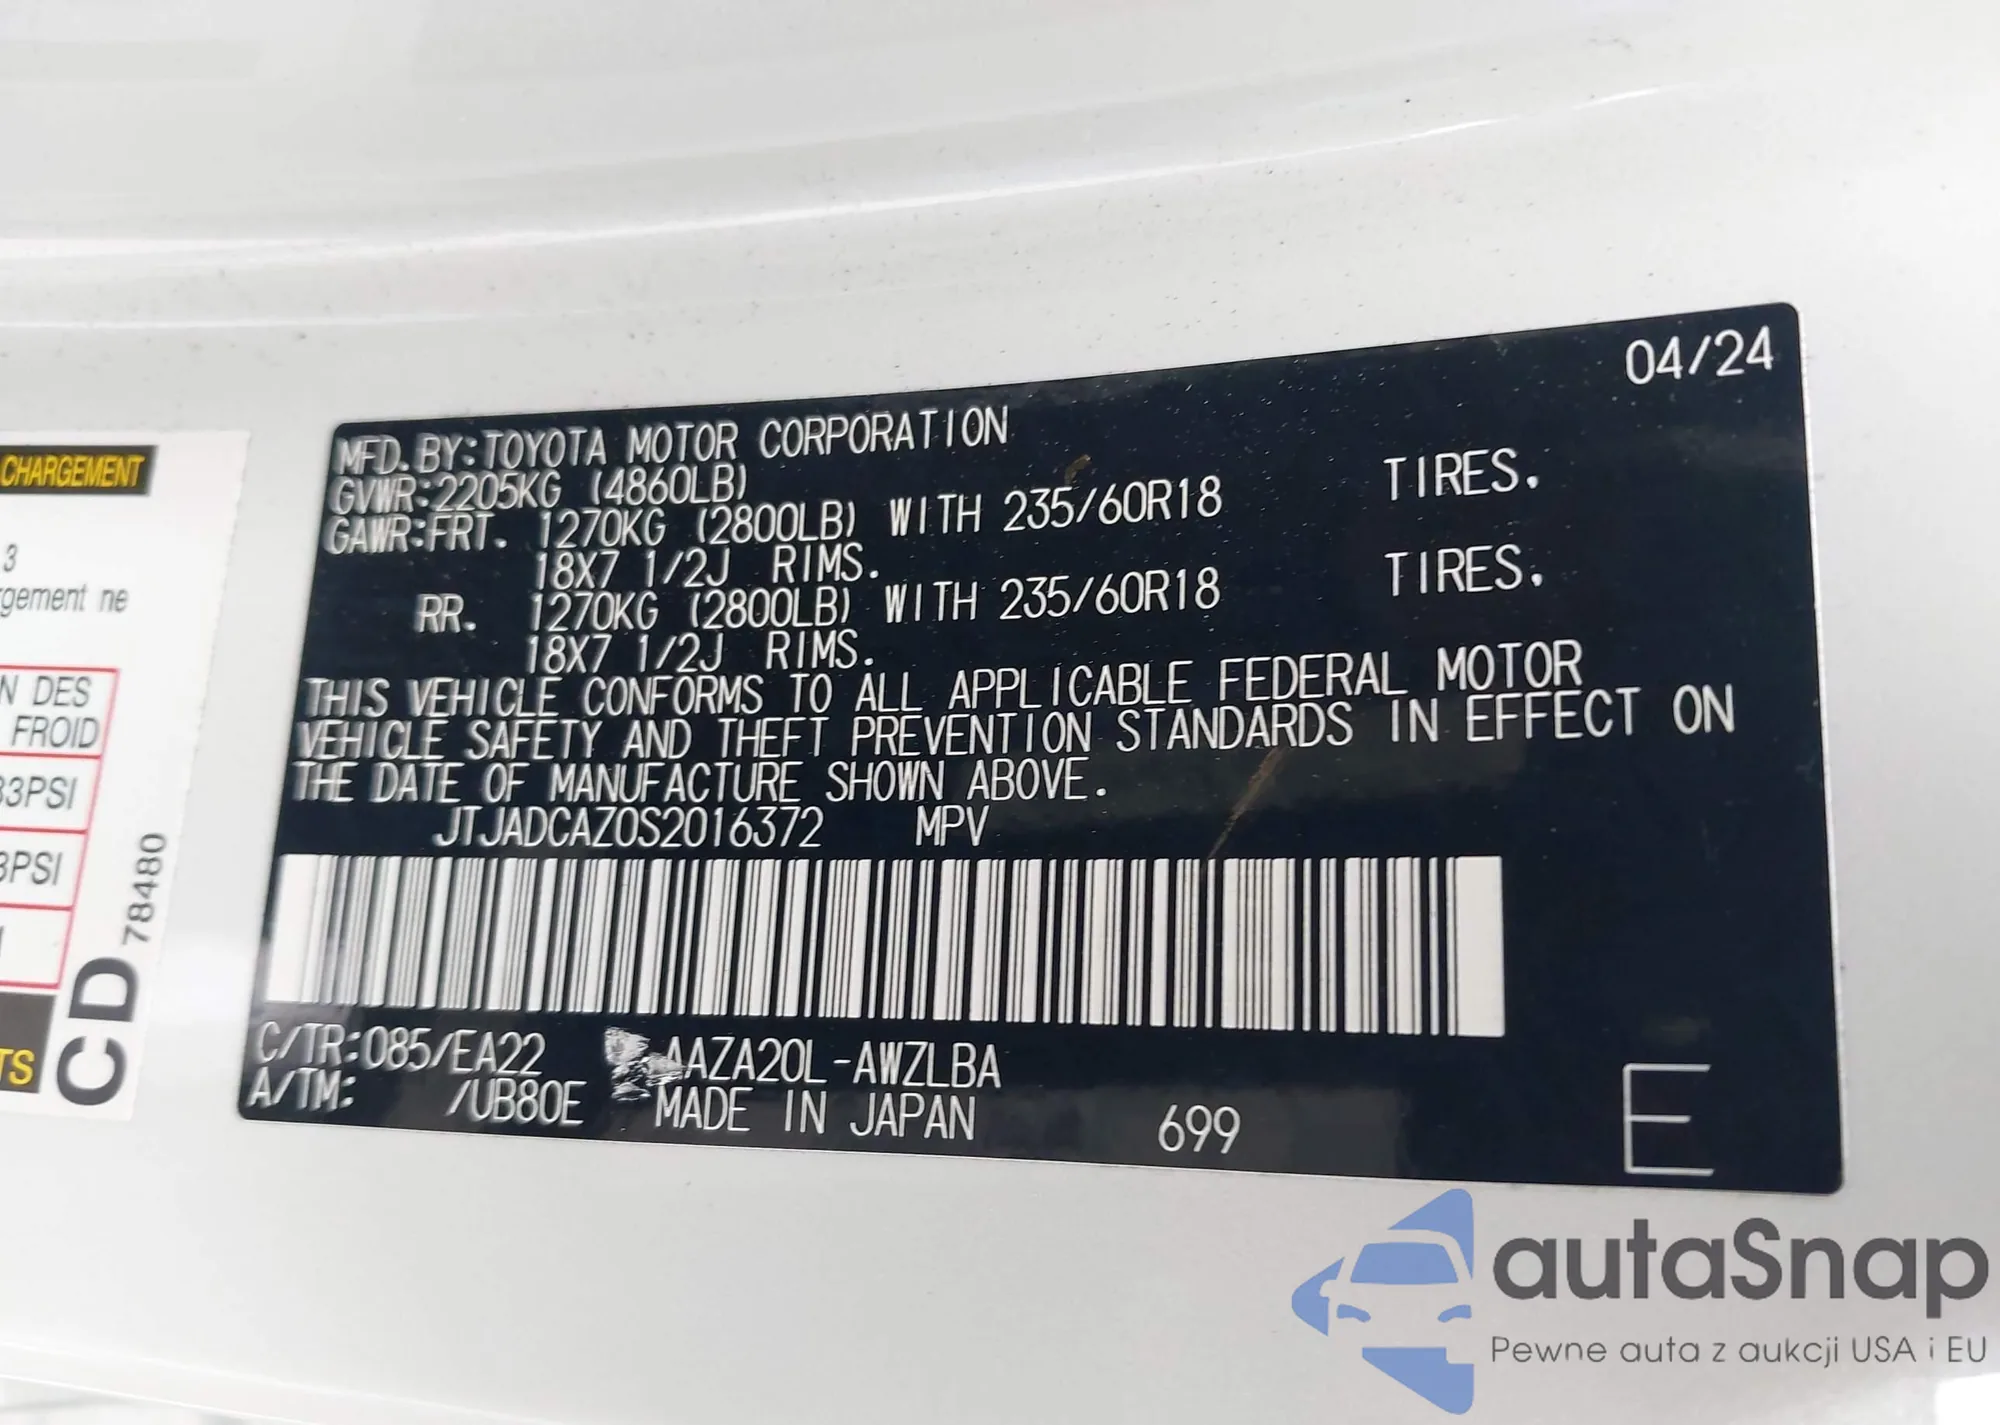 04/24
MFD. BY:TOYOTA MOTOR CORPORATION
GVWR:2205KG (4860LB)
GAWR:FRT. 1270KG (2800LB) WITH 235/60R18 TIRES.
18X7 1/2J RIMS.
RR. 1270KG (2800LB) WITH 235/60R18 TIRES.
18X7 1/2J RIMS.
THIS VEHICLE CONFORMS TO ALL APPLICABLE FEDERAL MOTOR
VEHICLE SAFETY AND THEFT PREVENTION STANDARDS IN EFFECT ON
THE DATE OF MANUFACTURE SHOWN ABOVE.
JTJADCAZ0S2016372 MPV
C/TR:085/EA22 AAZA20L-AWZLBA
A/TM: /UB80E MADE IN JAPAN 699
E
CHARGEMENT
3
ne
N DES
FROID
3PSI
3PSI
CD 78480
TS
autaSnap
Pewne auta z aukcji USA i EU